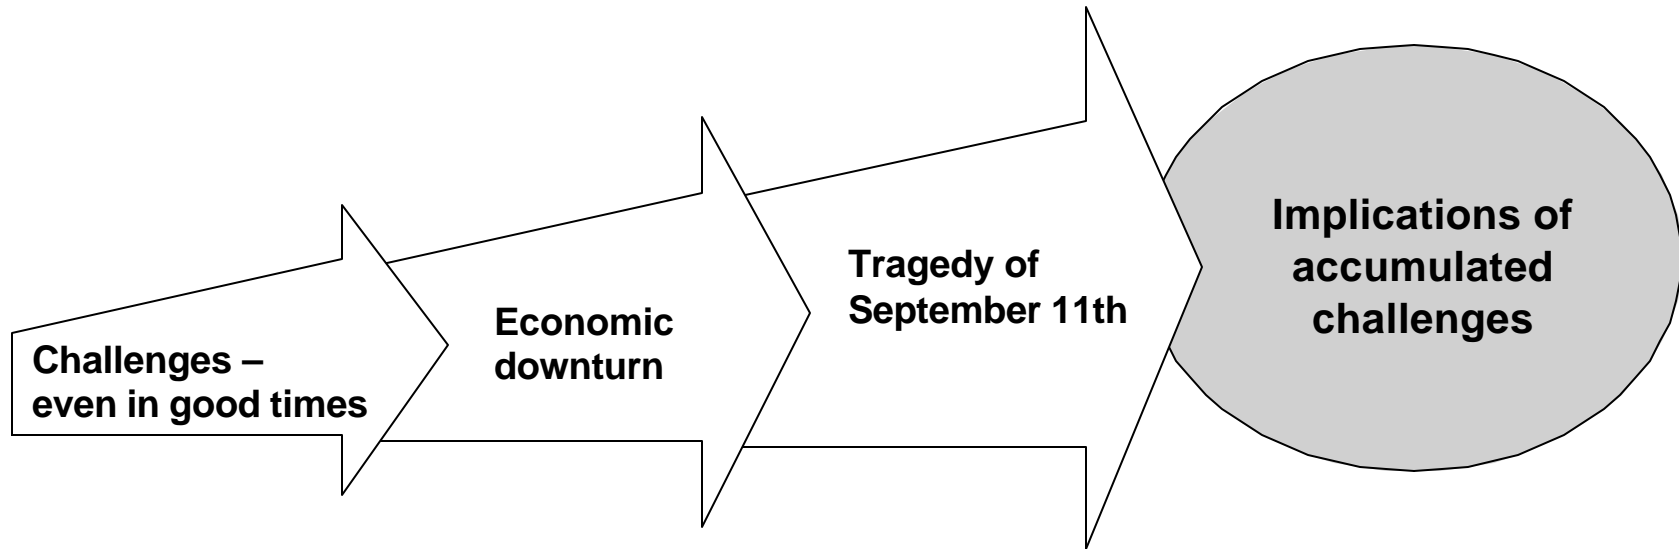 Challenges –
even in good times
Economic
downturn
Tragedy of
September 11th
Implications of
accumulated
challenges